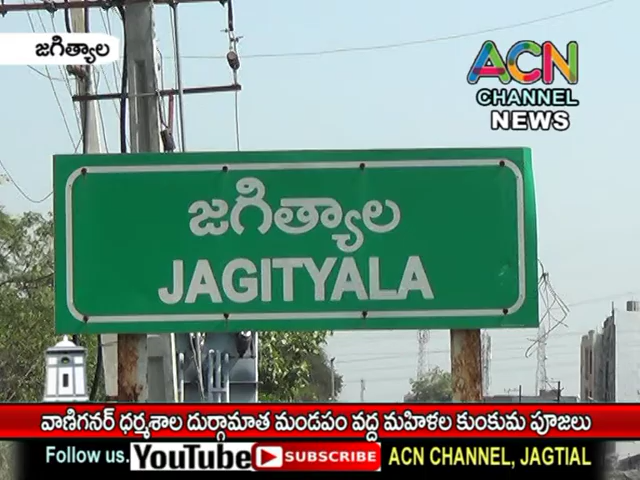 జగిత్యాల
ACN
CHANNEL
NEWS
జగిత్యాల
JAGITYALA
వాణిగనర్ ధర్మశాల దుర్గామాత మండపం వద్ద మహిళల కుంకుమ పూజలు
Follow us. YouTube SUBSCRIBE ACN CHANNEL, JAGTIAL